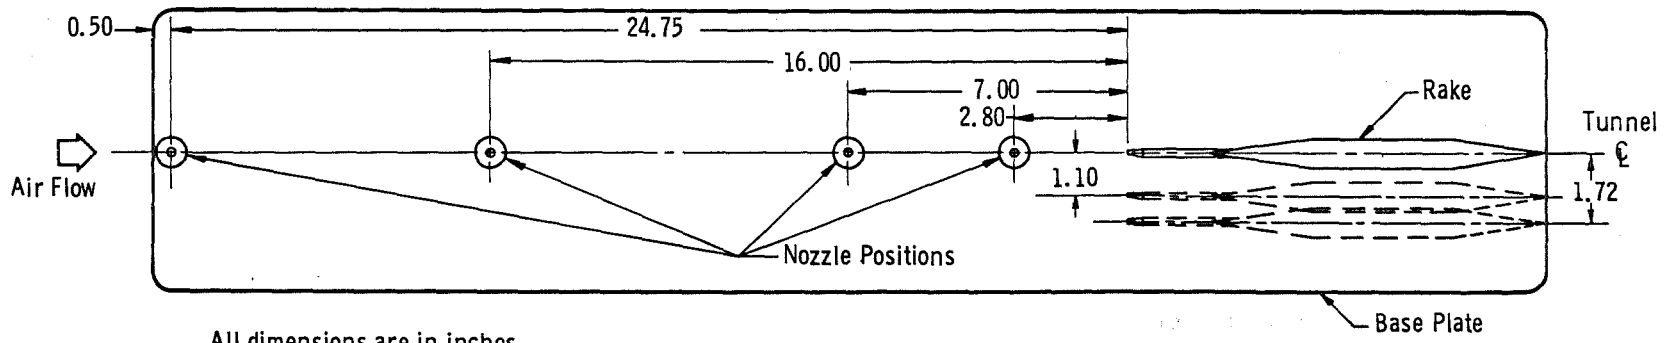 0.50
24.75
16.00
7.00
2.80
Rake
Tunnel
℄
Air Flow
1.10
1.72
Nozzle Positions
Base Plate
All dimensions are in inches